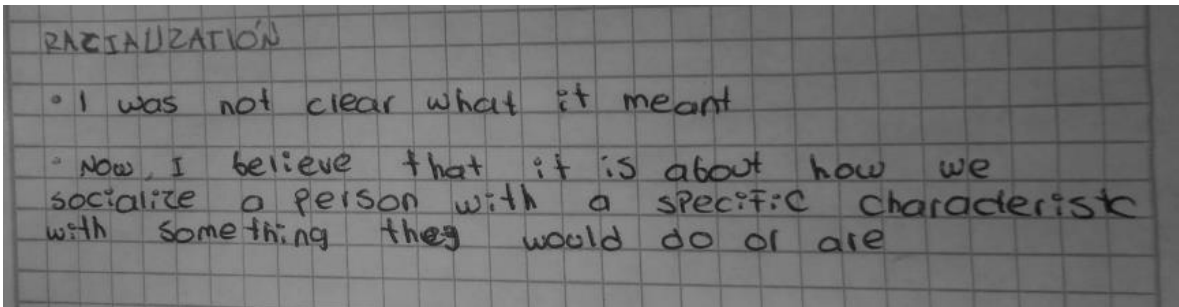 RACIALIZATIÓN
• I was not clear what it meant
• Now, I believe that it is about how we
socialize a person with a specific characteristc
with something they would do or are